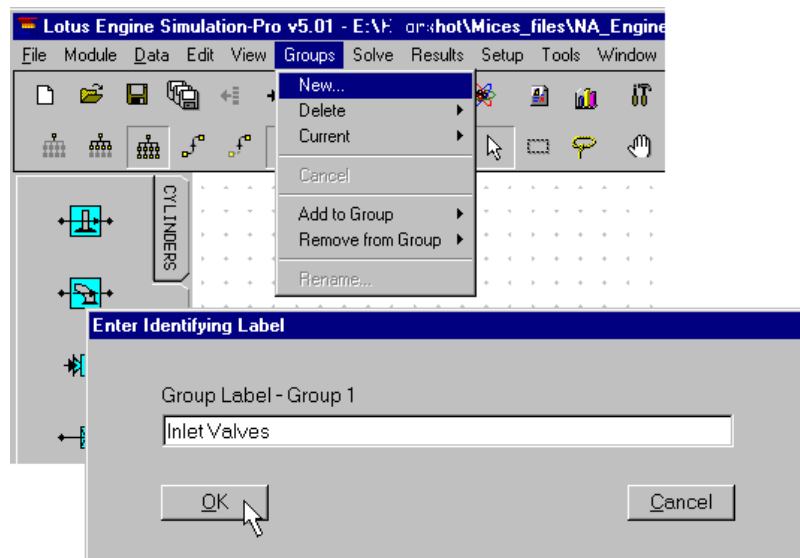 Lotus Engine Simulation-Pro v5.01 - E:\ \Mices_files\NA_Engine
File Module Data Edit View Groups Solve Results Setup Tools Window
New...
Delete
Current
Cancel
Add to Group
Remove from Group
Rename...
CYLINDERS
Enter Identifying Label
Group Label - Group 1
Inlet Valves
OK Cancel